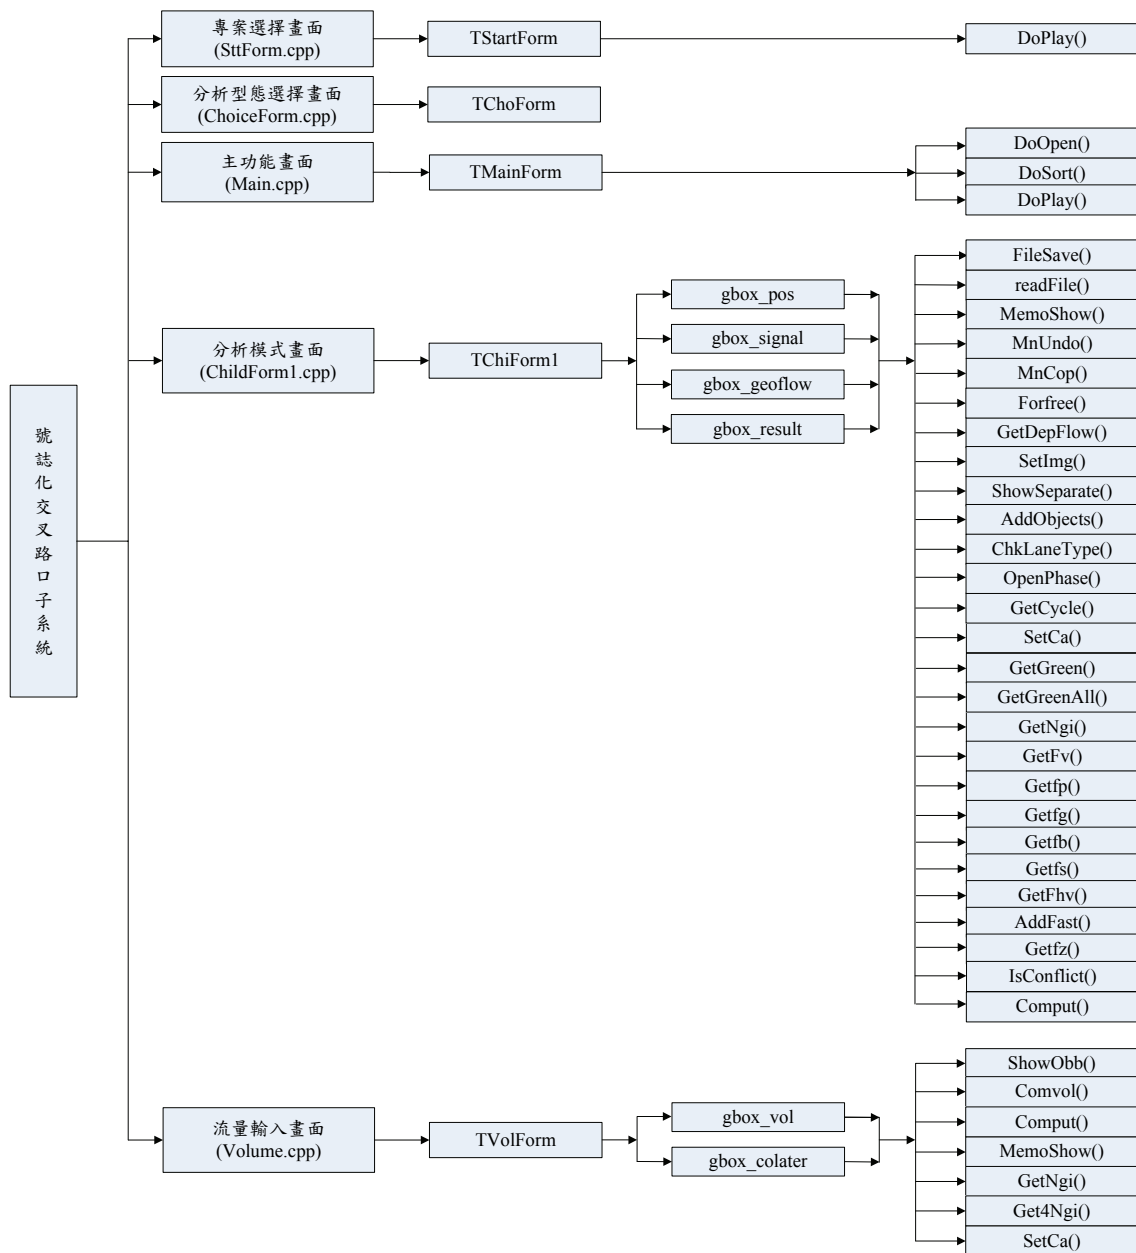 專案選擇畫面
(SttForm.cpp)
TStartForm
DoPlay()
分析型態選擇畫面
(ChoiceForm.cpp)
TChoForm
主功能畫面
(Main.cpp)
TMainForm
DoOpen()
DoSort()
DoPlay()
分析模式畫面
(ChildForm1.cpp)
TChiForm1
gbox_pos
gbox_signal
gbox_geoflow
gbox_result
FileSave()
readFile()
MemoShow()
MnUndo()
MnCop()
Forfree()
GetDepFlow()
SetImg()
ShowSeparate()
AddObjects()
ChkLaneType()
OpenPhase()
GetCycle()
SetCa()
GetGreen()
GetGreenAll()
GetNgi()
GetFv()
Getfp()
Getfg()
Getfb()
Getfs()
GetFhv()
AddFast()
Getfz()
IsConflict()
Comput()
號誌化交叉路口子系統
流量輸入畫面
(Volume.cpp)
TVolForm
gbox_vol
gbox_colater
ShowObb()
Comvol()
Comput()
MemoShow()
GetNgi()
Get4Ngi()
SetCa()